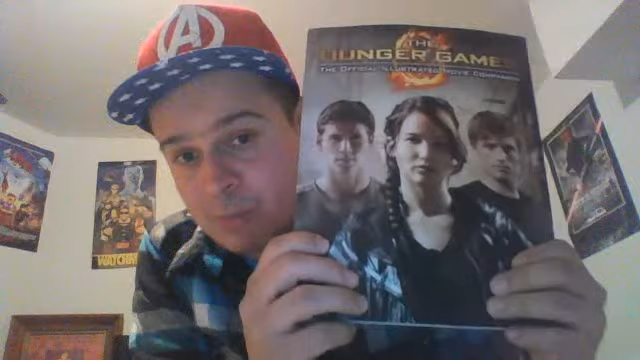 THE
HUNGER GAMES
THE OFFICIAL ILLUSTRATED MOVIE COMPANION
A
WATCHMEN